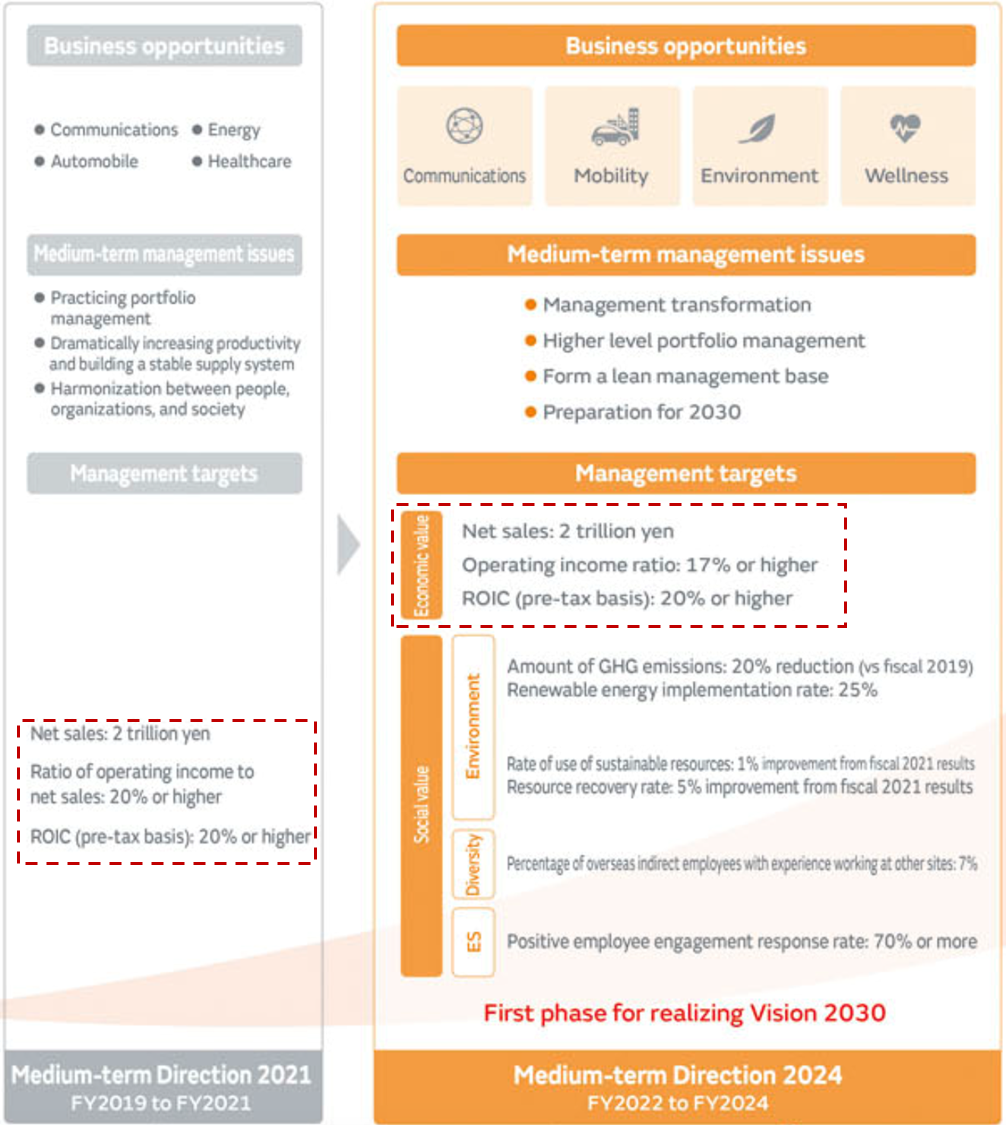 Business opportunities
● Communications ● Energy
● Automobile ● Healthcare
Medium-term management issues
● Practicing portfolio
management
● Dramatically increasing productivity
and building a stable supply system
● Harmonization between people,
organizations, and society
Management targets
Net sales: 2 trillion yen
Ratio of operating income to
net sales: 20% or higher
ROIC (pre-tax basis): 20% or higher
Medium-term Direction 2021
FY2019 to FY2021
Business opportunities
Communications
Mobility
Environment
Wellness
Medium-term management issues
● Management transformation
● Higher level portfolio management
● Form a lean management base
● Preparation for 2030
Management targets
Economic value
Net sales: 2 trillion yen
Operating income ratio: 17% or higher
ROIC (pre-tax basis): 20% or higher
Social value
Environment
Amount of GHG emissions: 20% reduction (vs fiscal 2019)
Renewable energy implementation rate: 25%
Rate of use of sustainable resources: 1% improvement from fiscal 2021 results
Resource recovery rate: 5% improvement from fiscal 2021 results
Diversity
Percentage of overseas indirect employees with experience working at other sites: 7%
ES
Positive employee engagement response rate: 70% or more
First phase for realizing Vision 2030
Medium-term Direction 2024
FY2022 to FY2024